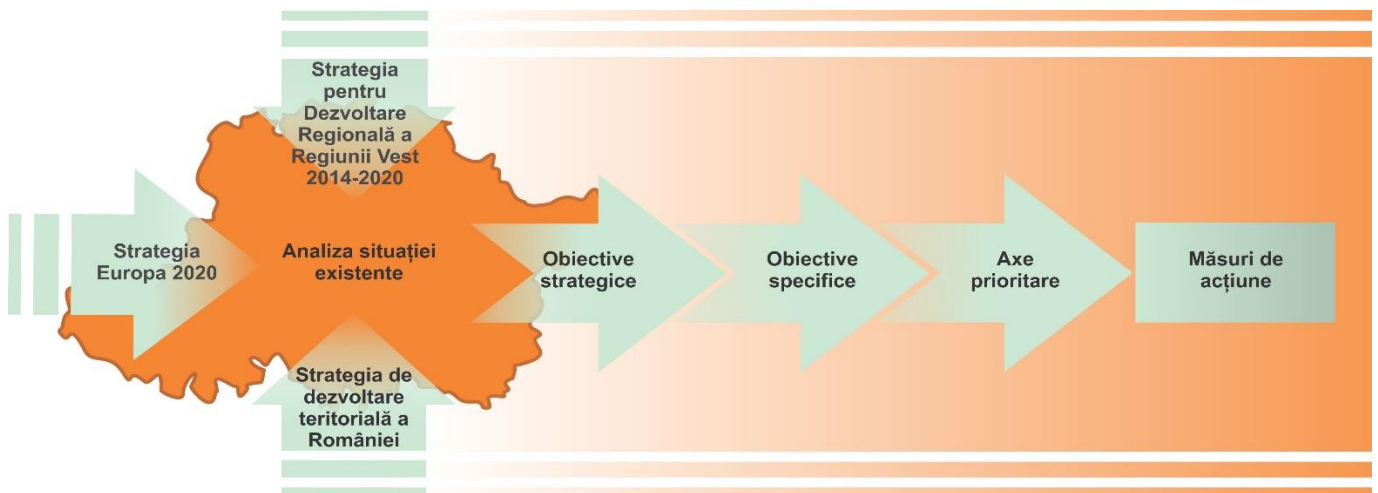 Strategia
pentru
Dezvoltare
Regională a
Regiunii Vest
2014-2020
Strategia
Europa 2020
Analiza situației
existente
Obiective
strategice
Obiective
specifice
Axe
prioritare
Măsuri de
acțiune
Strategia de
dezvoltare
teritorială a
României